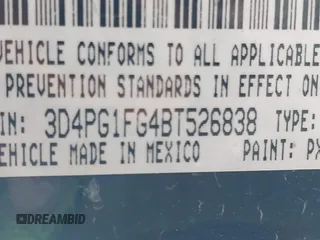 VEHICLE CONFORMS TO ALL APPLICABLE
PREVENTION STANDARDS IN EFFECT ON
IN: 3D4PG1FG4BT526838 TYPE:
VEHICLE MADE IN MEXICO PAINT: PX
DREAMBID